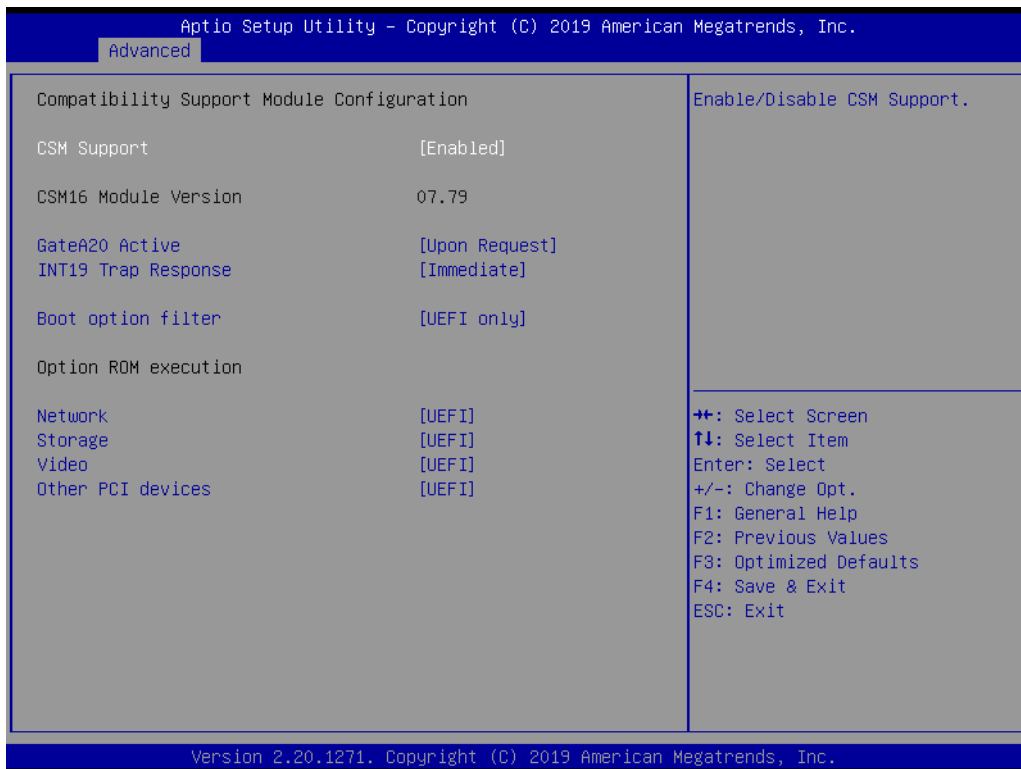 Aptio Setup Utility – Copyright (C) 2019 American Megatrends, Inc.
Advanced
Compatibility Support Module Configuration
CSM Support [Enabled]
CSM16 Module Version 07.79
GateA20 Active [Upon Request]
INT19 Trap Response [Immediate]
Boot option filter [UEFI only]
Option ROM execution
Network [UEFI]
Storage [UEFI]
Video [UEFI]
Other PCI devices [UEFI]
Enable/Disable CSM Support.
→←: Select Screen
↑↓: Select Item
Enter: Select
+/-: Change Opt.
F1: General Help
F2: Previous Values
F3: Optimized Defaults
F4: Save & Exit
ESC: Exit
Version 2.20.1271. Copyright (C) 2019 American Megatrends, Inc.